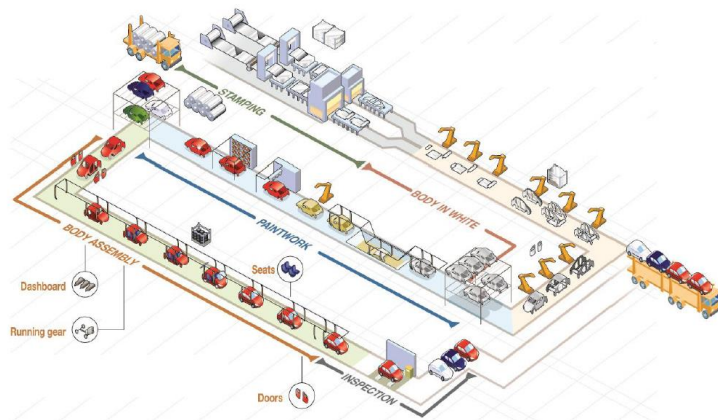 STAMPING
BODY IN WHITE
PAINTWORK
BODY ASSEMBLY
Seats
Dashboard
Running gear
Doors
INSPECTION